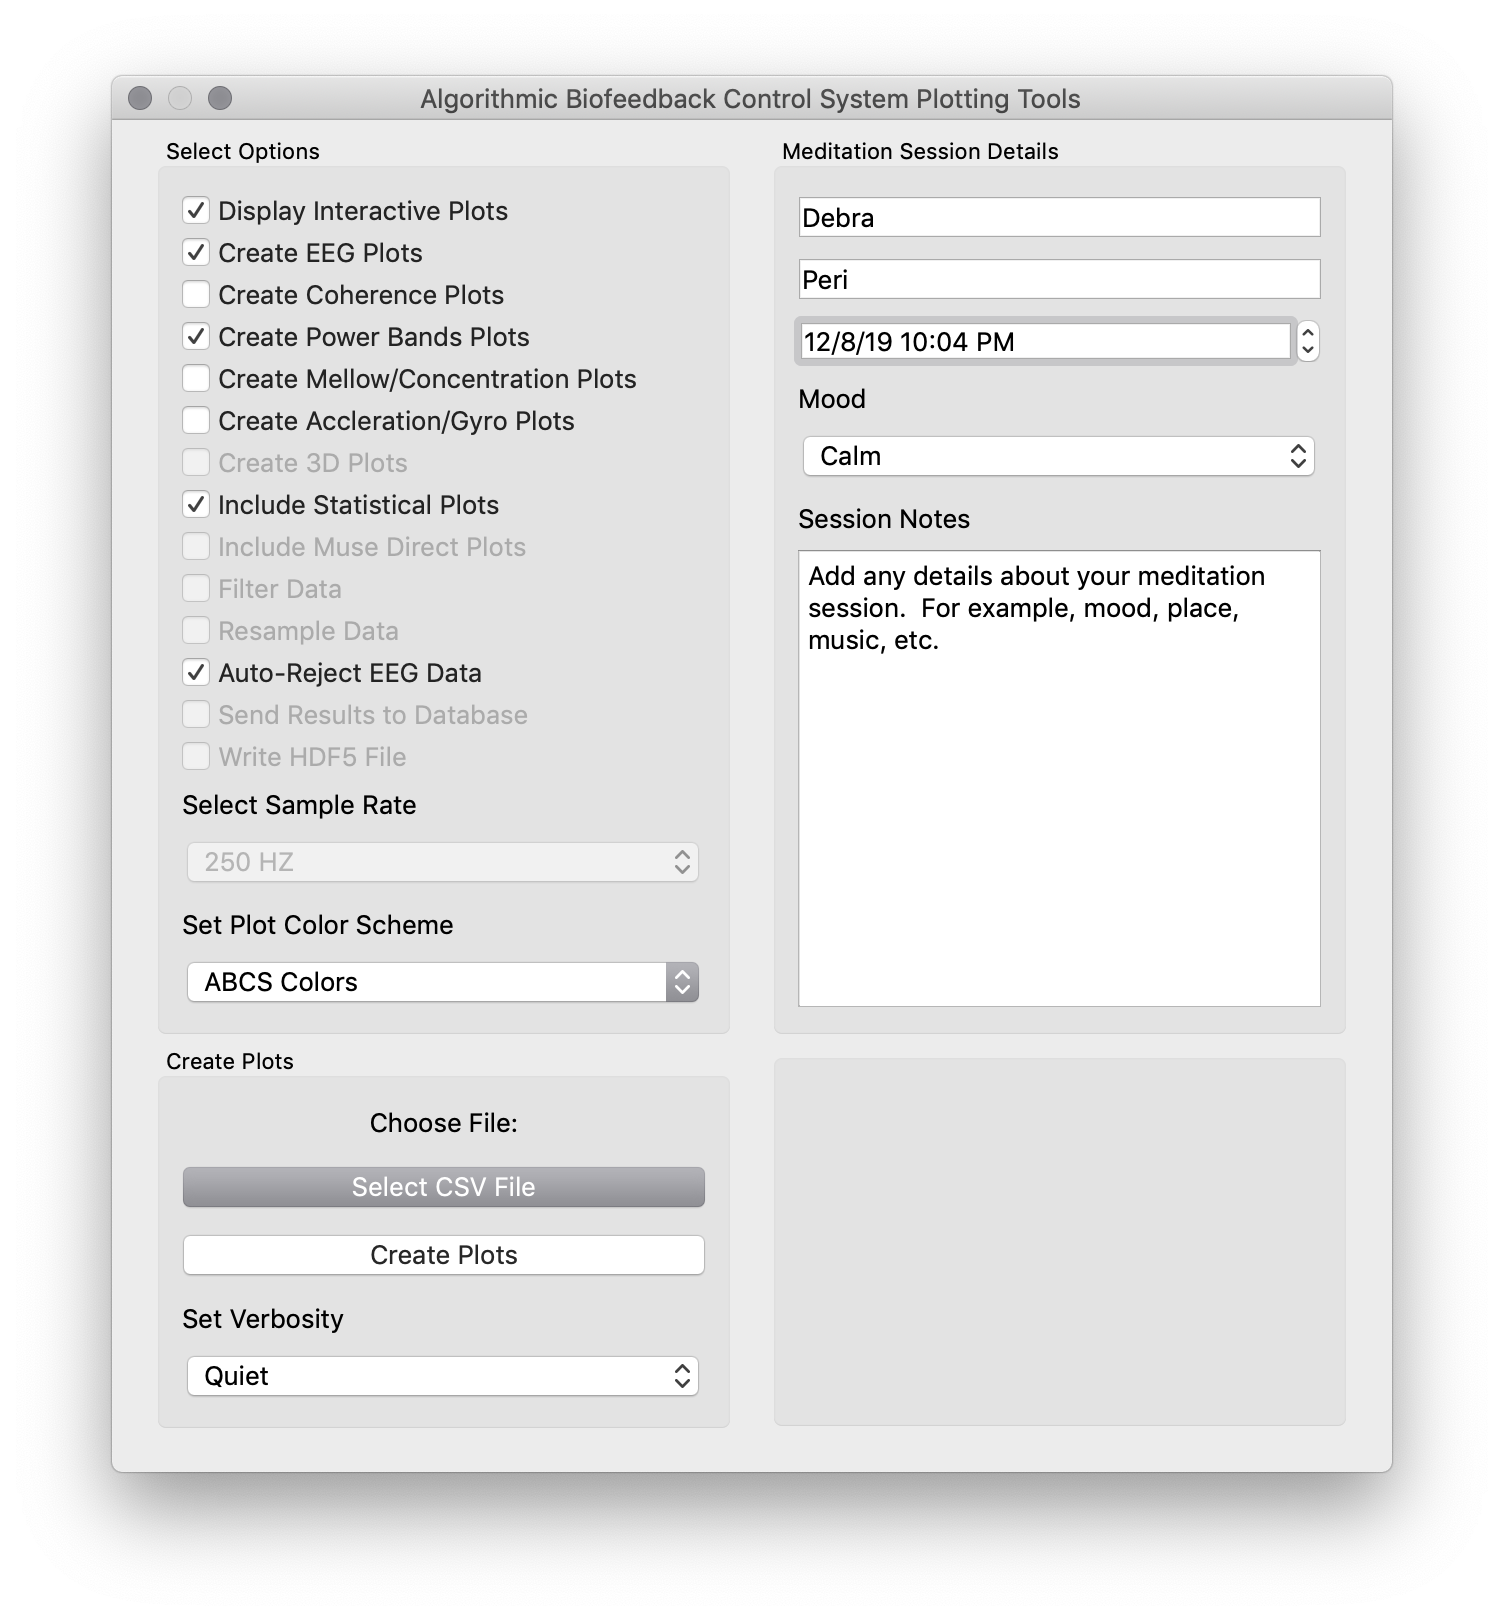 Algorithmic Biofeedback Control System Plotting Tools
Select Options
Display Interactive Plots
Create EEG Plots
Create Coherence Plots
Create Power Bands Plots
Create Mellow/Concentration Plots
Create Accleration/Gyro Plots
Create 3D Plots
Include Statistical Plots
Include Muse Direct Plots
Filter Data
Resample Data
Auto-Reject EEG Data
Send Results to Database
Write HDF5 File
Select Sample Rate
250 HZ
Set Plot Color Scheme
ABCS Colors
Meditation Session Details
Debra
Peri
12/8/19 10:04 PM
Mood
Calm
Session Notes
Add any details about your meditation
session.  For example, mood, place,
music, etc.
Create Plots
Choose File:
Select CSV File
Create Plots
Set Verbosity
Quiet